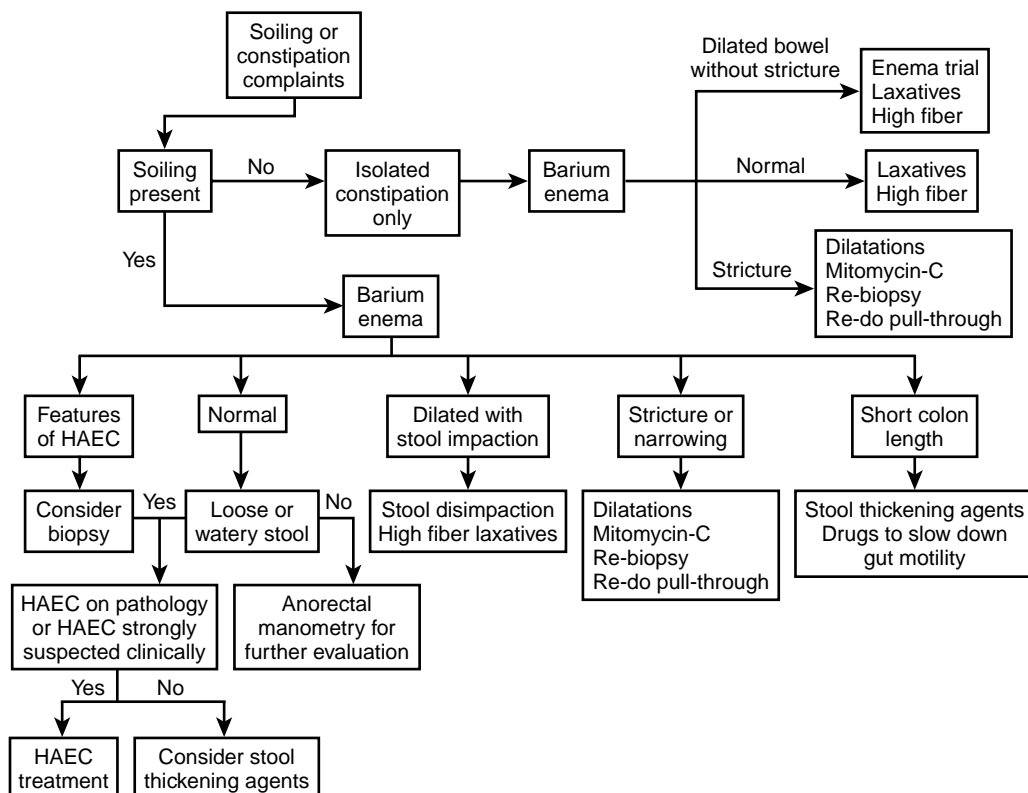 Soiling or
constipation
complaints
Dilated bowel
without stricture
Enema trial
Laxatives
High fiber
Soiling
present
No
Isolated
constipation
only
Barium
enema
Normal
Laxatives
High fiber
Yes
Stricture
Dilatations
Mitomycin-C
Re-biopsy
Re-do pull-through
Barium
enema
Features
of HAEC
Normal
Dilated with
stool impaction
Stricture or
narrowing
Short colon
length
Consider
biopsy
Yes
Loose or
watery stool
No
Stool disimpaction
High fiber laxatives
Dilatations
Mitomycin-C
Re-biopsy
Re-do pull-through
Stool thickening agents
Drugs to slow down
gut motility
HAEC on pathology
or HAEC strongly
suspected clinically
Anorectal
manometry for
further evaluation
Yes
No
HAEC
treatment
Consider stool
thickening agents